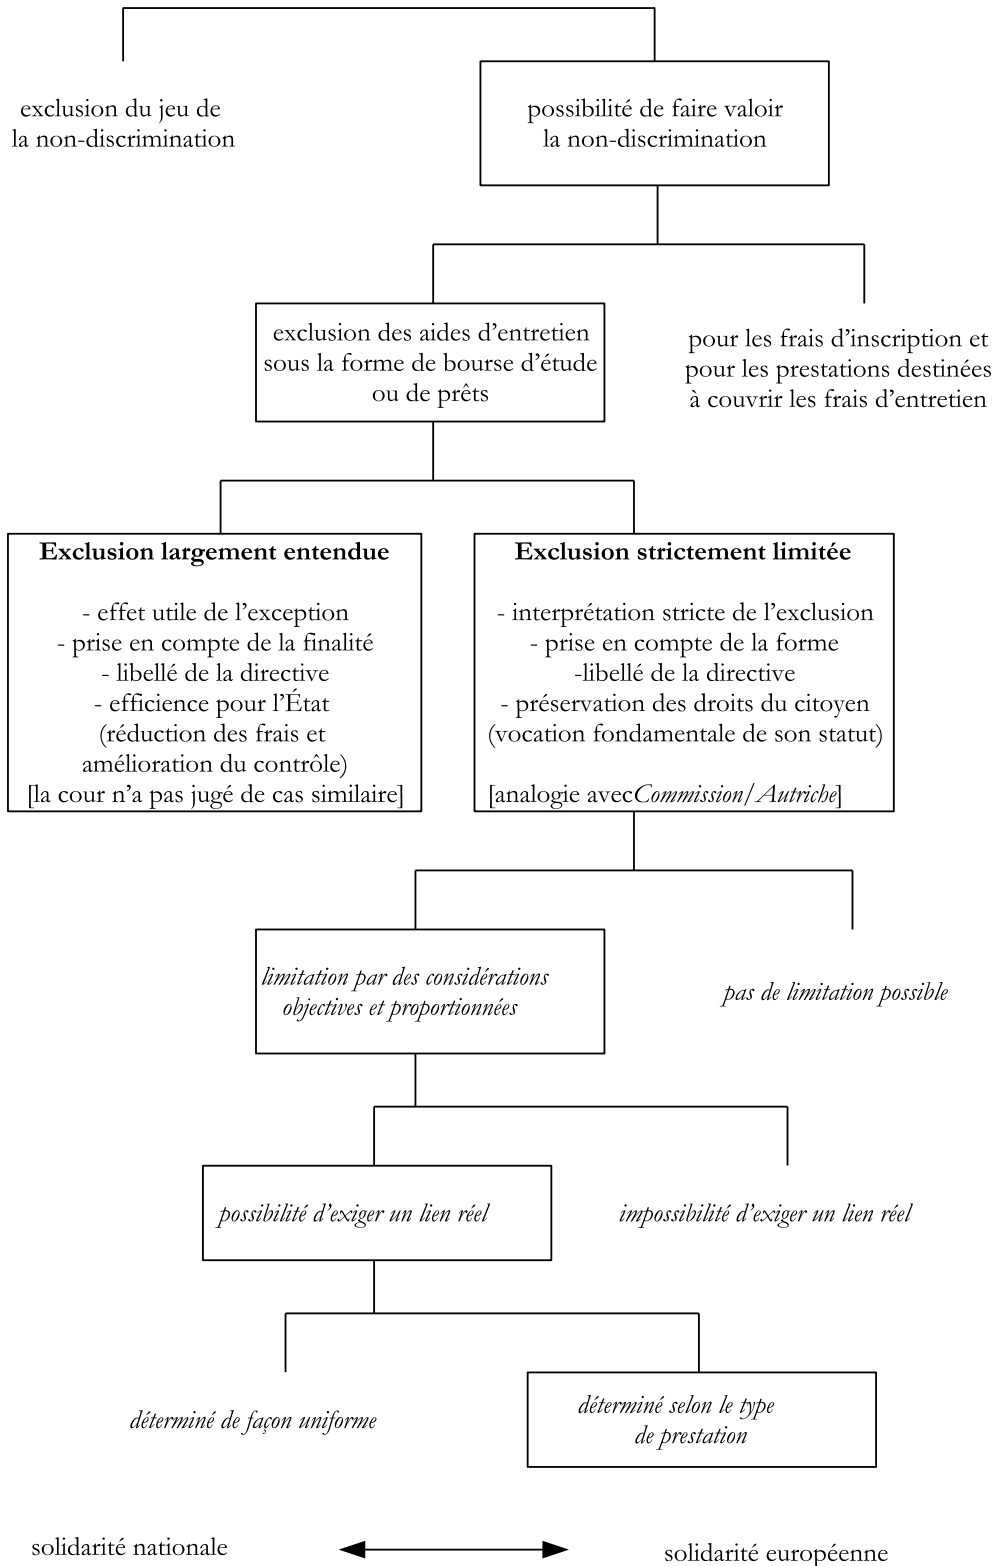 exclusion du jeu de
la non-discrimination
possibilité de faire valoir
la non-discrimination
exclusion des aides d'entretien
sous la forme de bourse d'étude
ou de prêts
pour les frais d'inscription et
pour les prestations destinées
à couvrir les frais d'entretien
Exclusion largement entendue
- effet utile de l'exception
- prise en compte de la finalité
- libellé de la directive
- efficience pour l'État
(réduction des frais et
amélioration du contrôle)
[la cour n'a pas jugé de cas similaire]
Exclusion strictement limitée
- interprétation stricte de l'exclusion
- prise en compte de la forme
-libellé de la directive
- préservation des droits du citoyen
(vocation fondamentale de son statut)
[analogie avecCommission/Autriche]
limitation par des considérations
objectives et proportionnées
pas de limitation possible
possibilité d'exiger un lien réel
impossibilité d'exiger un lien réel
déterminé de façon uniforme
déterminé selon le type
de prestation
solidarité nationale
solidarité européenne